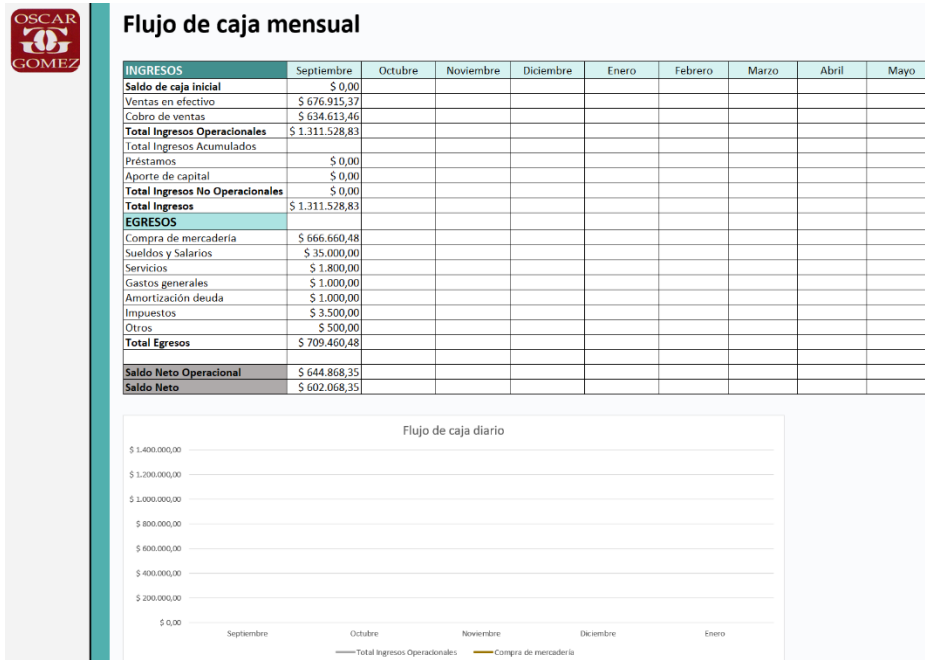 OSCAR
GG
GOMEZ
Flujo de caja mensual
INGRESOS Septiembre Octubre Noviembre Diciembre Enero Febrero Marzo Abril Mayo
Saldo de caja inicial $ 0,00
Ventas en efectivo $ 676.915,37
Cobro de ventas $ 634.613,46
Total Ingresos Operacionales $ 1.311.528,83
Total Ingresos Acumulados
Préstamos $ 0,00
Aporte de capital $ 0,00
Total Ingresos No Operacionales $ 0,00
Total Ingresos $ 1.311.528,83
EGRESOS
Compra de mercadería $ 666.660,48
Sueldos y Salarios $ 35.000,00
Servicios $ 1.800,00
Gastos generales $ 1.000,00
Amortización deuda $ 1.000,00
Impuestos $ 3.500,00
Otros $ 500,00
Total Egresos $ 709.460,48
Saldo Neto Operacional $ 644.868,35
Saldo Neto $ 602.068,35
Flujo de caja diario
$ 1.400.000,00
$ 1.200.000,00
$ 1.000.000,00
$ 800.000,00
$ 600.000,00
$ 400.000,00
$ 200.000,00
$ 0,00
Septiembre Octubre Noviembre Diciembre Enero
Total Ingresos Operacionales Compra de mercadería